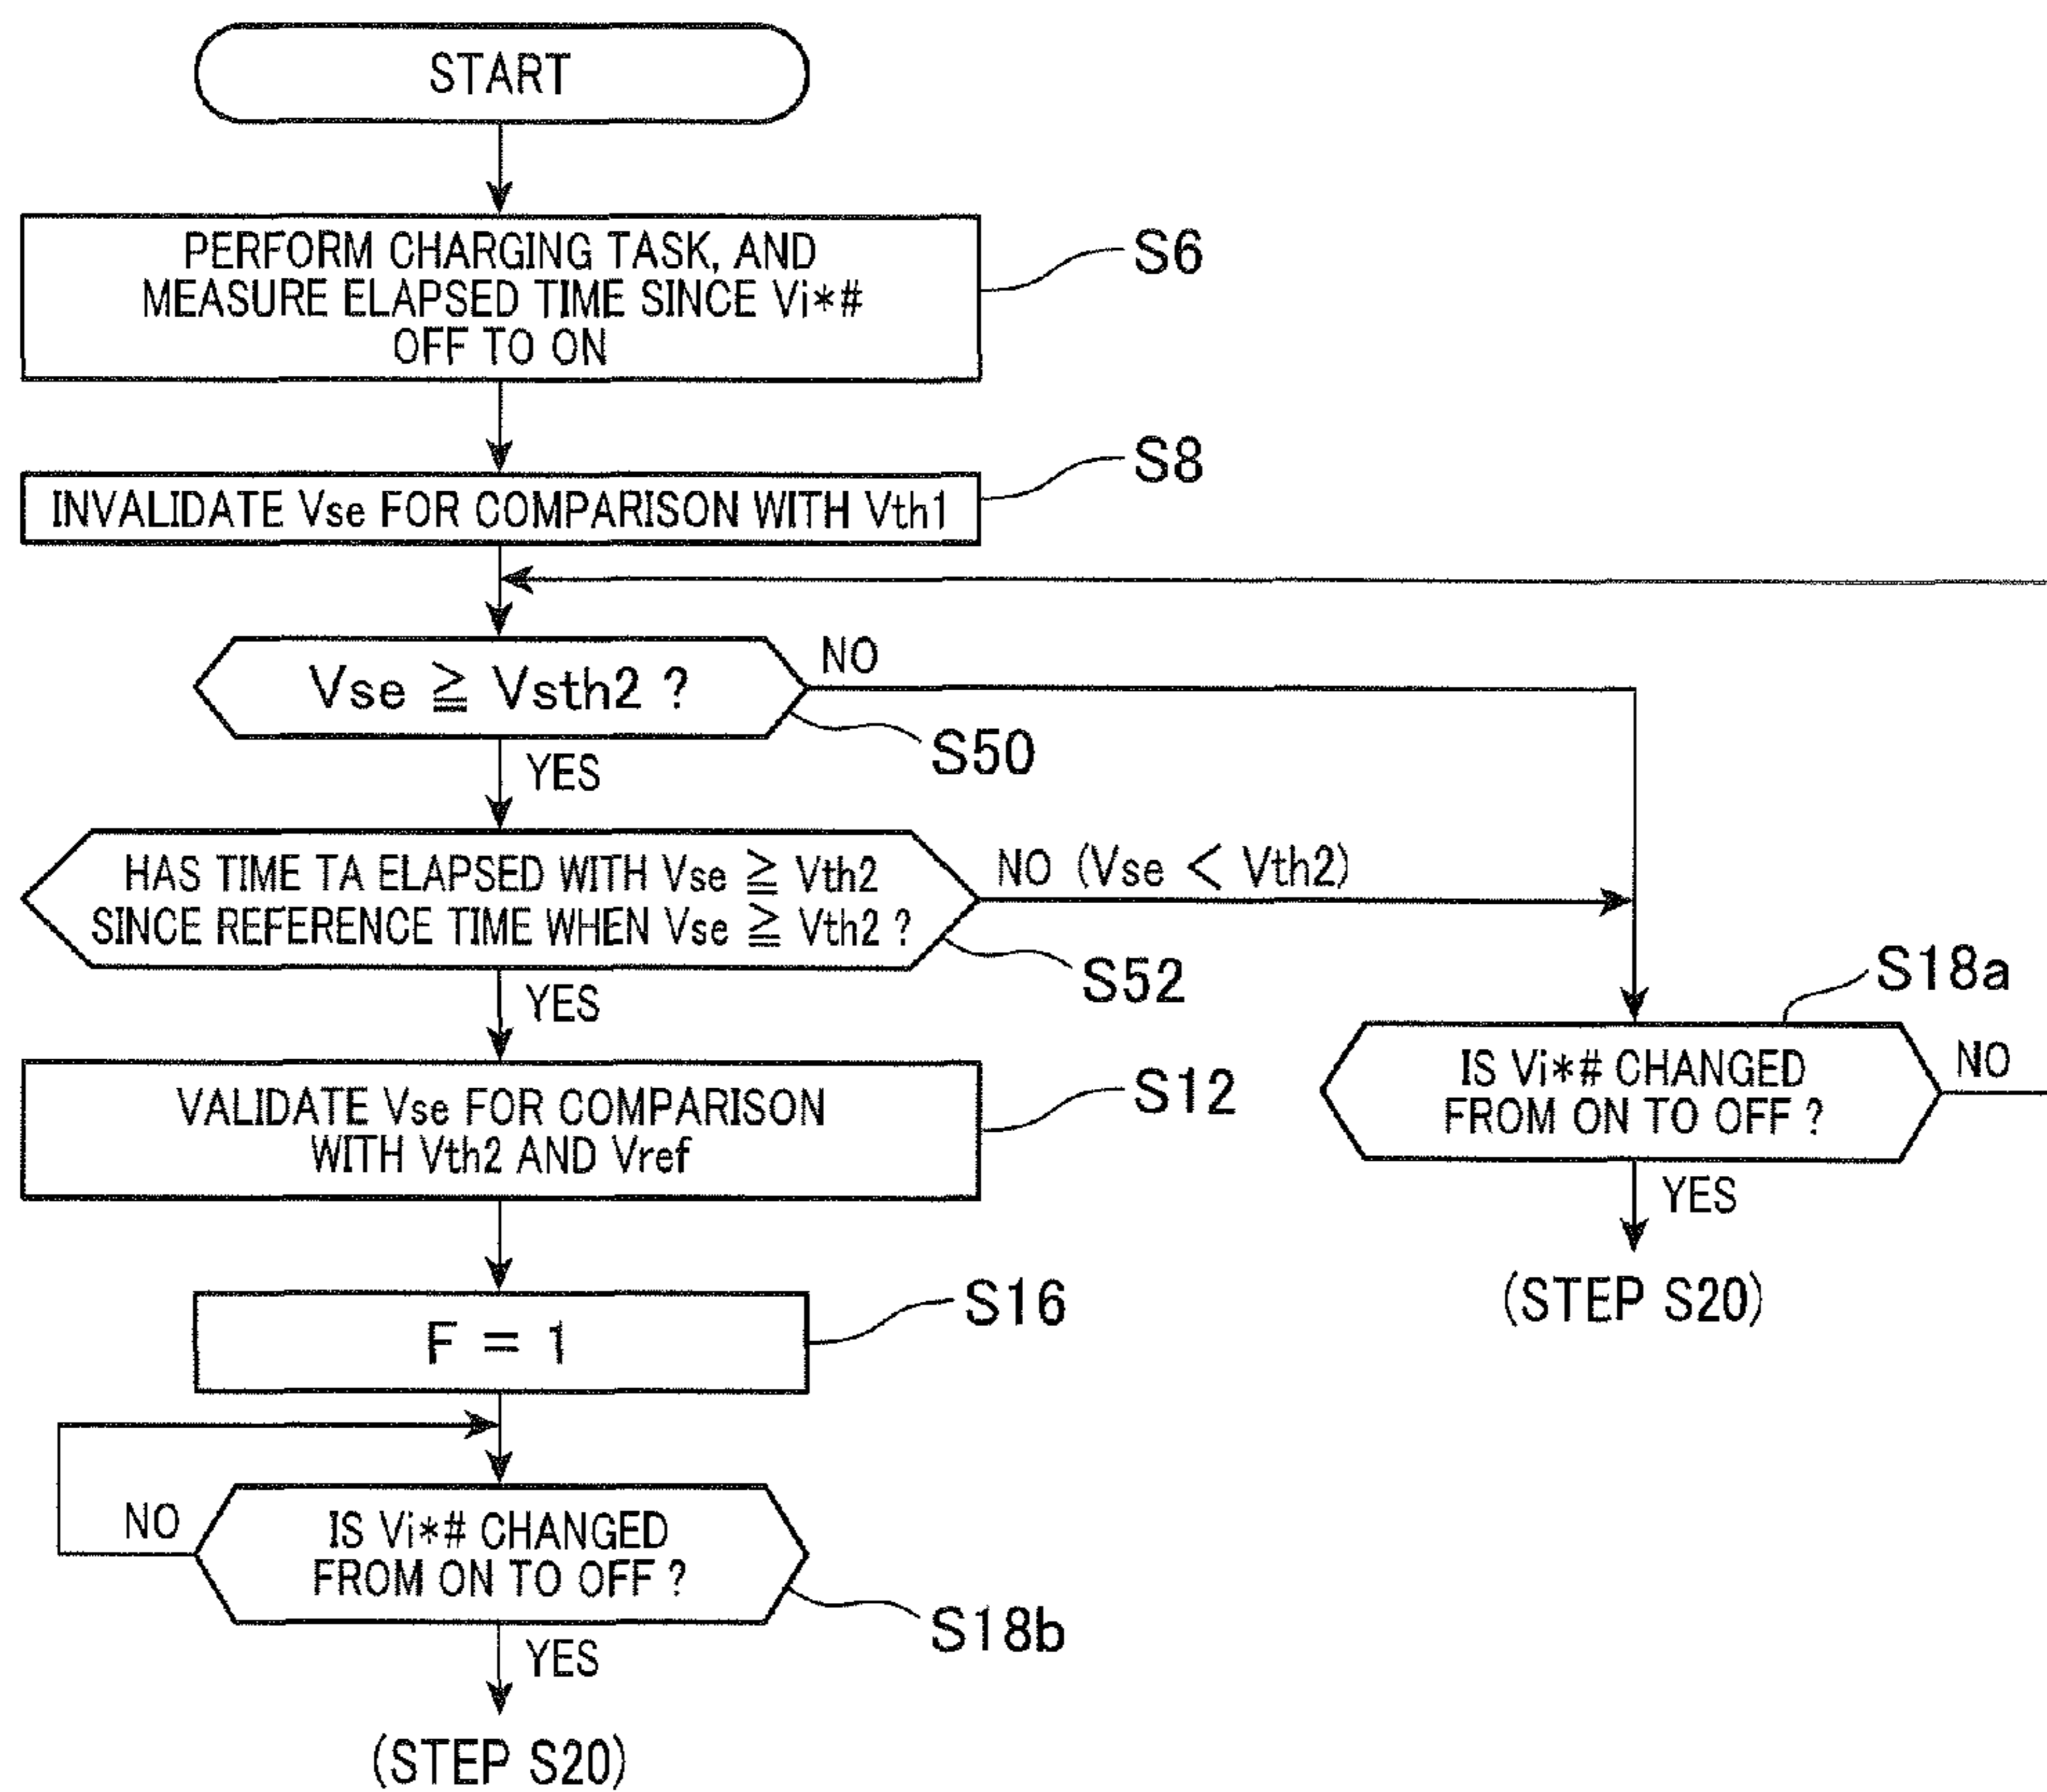 START
PERFORM CHARGING TASK, AND
MEASURE ELAPSED TIME SINCE Vi*#
OFF TO ON
S6
INVALIDATE Vse FOR COMPARISON WITH Vth1
S8
Vse ≧ Vsth2 ?
NO
S50
YES
HAS TIME TA ELAPSED WITH Vse ≧ Vth2
SINCE REFERENCE TIME WHEN Vse ≧ Vth2 ?
NO (Vse < Vth2)
S52
YES
S18a
IS Vi*# CHANGED
FROM ON TO OFF ?
NO
YES
(STEP S20)
VALIDATE Vse FOR COMPARISON
WITH Vth2 AND Vref
S12
F = 1
S16
NO
IS Vi*# CHANGED
FROM ON TO OFF ?
S18b
YES
(STEP S20)